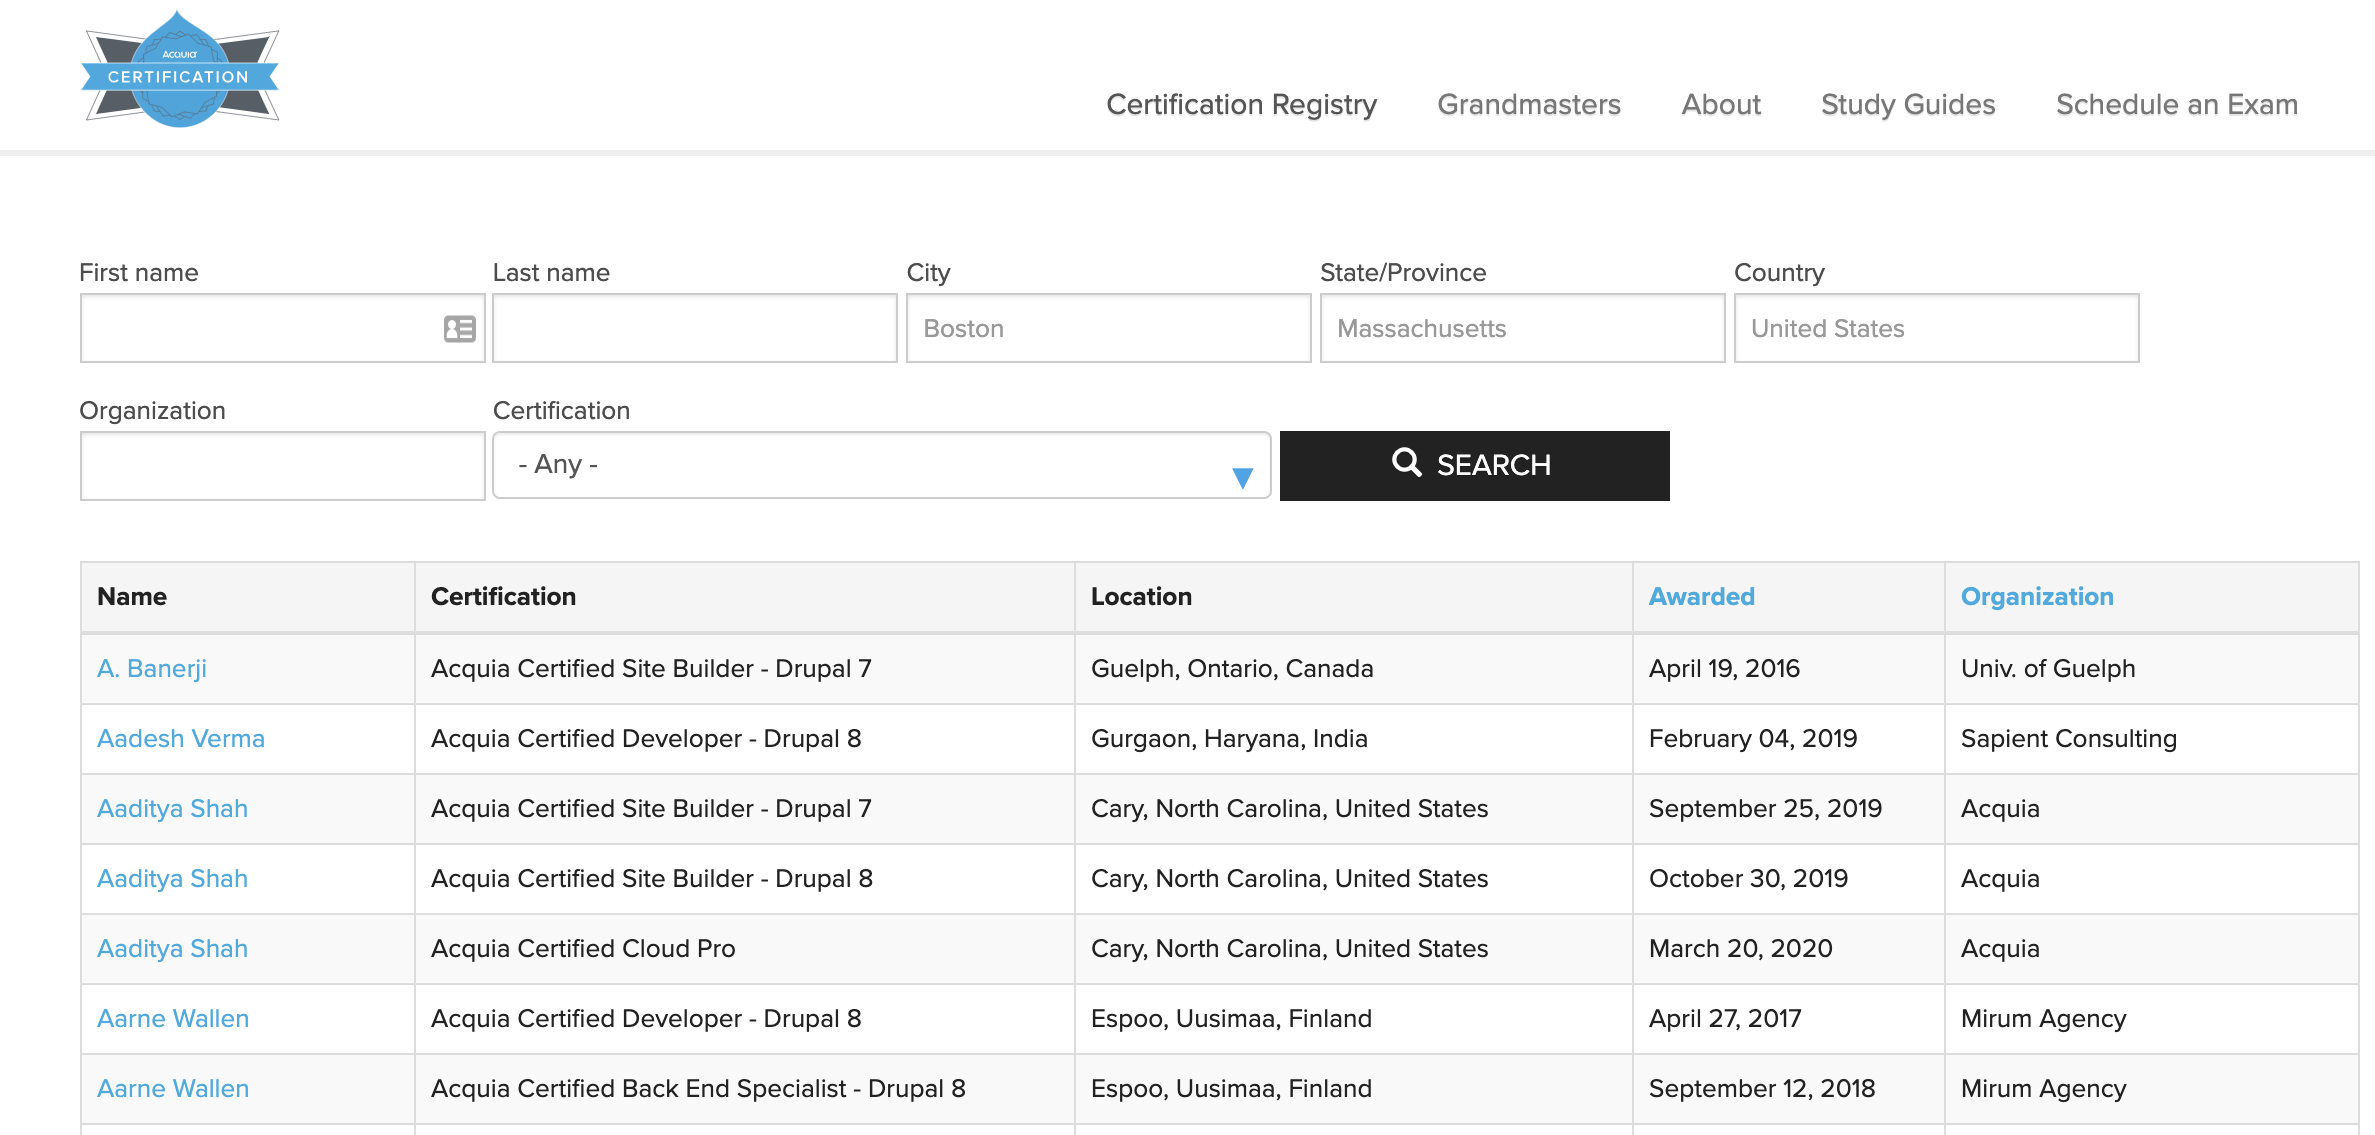 Acquia
CERTIFICATION
Certification Registry Grandmasters About Study Guides Schedule an Exam
First name Last name City State/Province Country
Boston Massachusetts United States
Organization Certification
- Any - SEARCH
Name Certification Location Awarded Organization
A. Banerji Acquia Certified Site Builder - Drupal 7 Guelph, Ontario, Canada April 19, 2016 Univ. of Guelph
Aadesh Verma Acquia Certified Developer - Drupal 8 Gurgaon, Haryana, India February 04, 2019 Sapient Consulting
Aaditya Shah Acquia Certified Site Builder - Drupal 7 Cary, North Carolina, United States September 25, 2019 Acquia
Aaditya Shah Acquia Certified Site Builder - Drupal 8 Cary, North Carolina, United States October 30, 2019 Acquia
Aaditya Shah Acquia Certified Cloud Pro Cary, North Carolina, United States March 20, 2020 Acquia
Aarne Wallen Acquia Certified Developer - Drupal 8 Espoo, Uusimaa, Finland April 27, 2017 Mirum Agency
Aarne Wallen Acquia Certified Back End Specialist - Drupal 8 Espoo, Uusimaa, Finland September 12, 2018 Mirum Agency